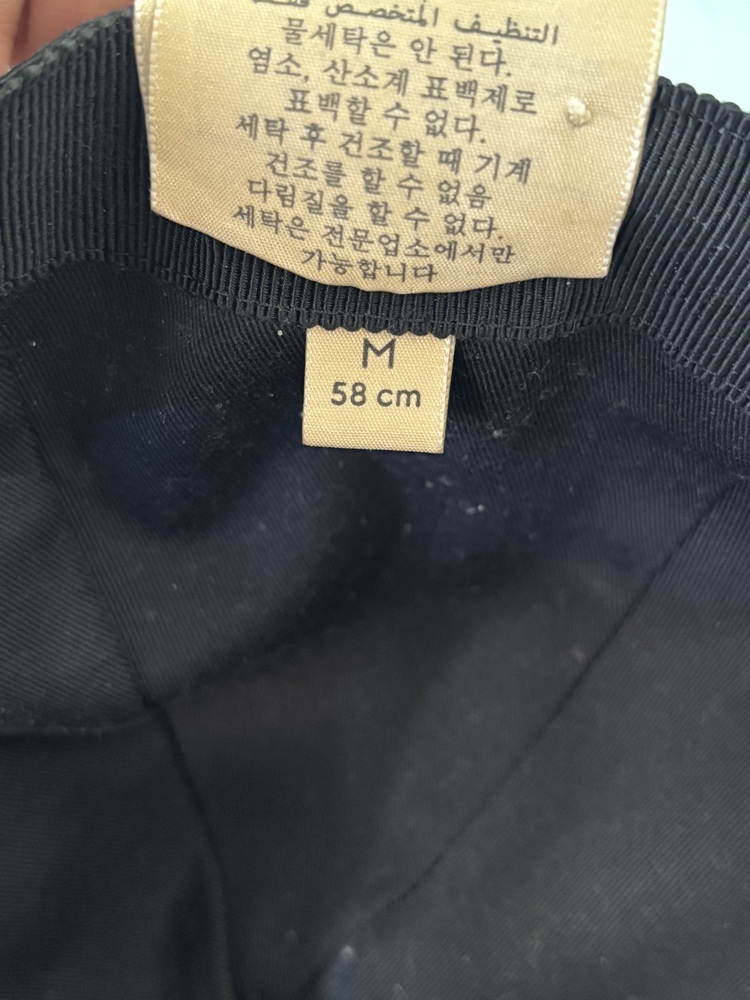 التنظيف المتخصص فقط
물세탁은 안 된다.
염소, 산소계 표백제로
표백할 수 없다.
세탁 후 건조할 때 기계
건조를 할 수 없음
다림질을 할 수 없다.
세탁은 전문업소에서만
가능합니다
M
58 cm